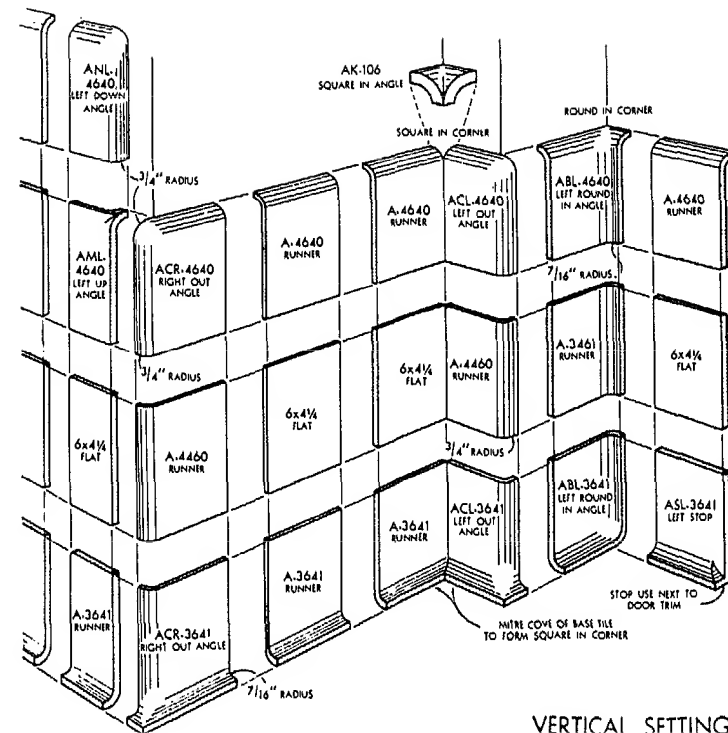 ANL-
4640
LEFT DOWN
ANGLE
AK-106
SQUARE IN ANGLE
SQUARE IN CORNER
ROUND IN CORNER
3/4" RADIUS
AML-
4640
LEFT UP
ANGLE
ACR-4640
RIGHT OUT
ANGLE
A-4640
RUNNER
A-4640
RUNNER
ACL-4640
LEFT OUT
ANGLE
ABL-4640
LEFT ROUND
IN ANGLE
A-4640
RUNNER
7/16" RADIUS
3/4" RADIUS
6x4¼
FLAT
A-4460
RUNNER
6x4¼
FLAT
6x4¼
FLAT
A-4460
RUNNER
A-3461
RUNNER
6x4¼
FLAT
3/4" RADIUS
A-3641
RUNNER
ACR-3641
RIGHT OUT ANGLE
A-3641
RUNNER
A-3641
RUNNER
ACL-3641
LEFT OUT
ANGLE
ABL-3641
LEFT ROUND
IN ANGLE
ASL-3641
LEFT STOP
STOP USE NEXT TO
DOOR TRIM
MITRE COVE OF BASE TILE
TO FORM SQUARE IN CORNER
7/16" RADIUS
VERTICAL SETTING